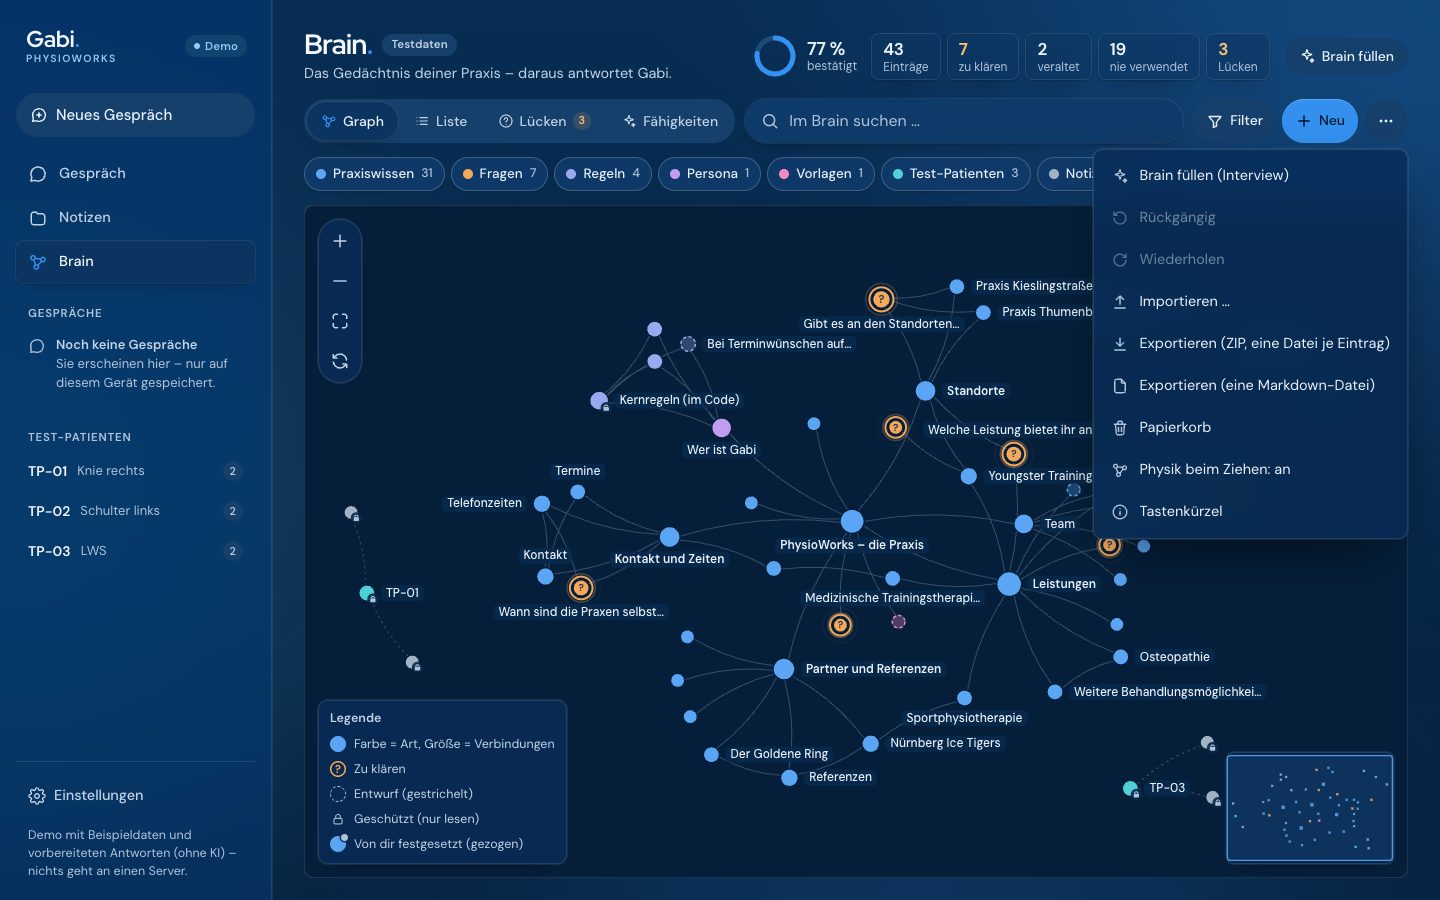 Gabi.
PHYSIOWORKS
Demo
Neues Gespräch
Gespräch
Notizen
Brain
GESPRÄCHE
Noch keine Gespräche
Sie erscheinen hier – nur auf
diesem Gerät gespeichert.
TEST-PATIENTEN
TP-01 Knie rechts 2
TP-02 Schulter links 2
TP-03 LWS 2
Einstellungen
Demo mit Beispieldaten und
vorbereiteten Antworten (ohne KI) –
nichts geht an einen Server.
Brain. Testdaten
Das Gedächtnis deiner Praxis – daraus antwortet Gabi.
77 %
bestätigt
43
Einträge
7
zu klären
2
veraltet
19
nie verwendet
3
Lücken
Brain füllen
Graph
Liste
Lücken 3
Fähigkeiten
Im Brain suchen ...
Filter
Neu
Praxiswissen 31
Fragen 7
Regeln 4
Persona 1
Vorlagen 1
Test-Patienten 3
Noti
Brain füllen (Interview)
Rückgängig
Wiederholen
Importieren ...
Exportieren (ZIP, eine Datei je Eintrag)
Exportieren (eine Markdown-Datei)
Papierkorb
Physik beim Ziehen: an
Tastenkürzel
Praxis Kieslingstraße
Praxis Thumenb
Gibt es an den Standorten...
Bei Terminwünschen auf...
Standorte
Kernregeln (im Code)
Welche Leistung bietet ihr an
Wer ist Gabi
Termine
Youngster Training
Telefonzeiten
Team
PhysioWorks – die Praxis
Kontakt
Kontakt und Zeiten
Leistungen
TP-01
Medizinische Trainingstherapi...
Wann sind die Praxen selbst...
Osteopathie
Partner und Referenzen
Weitere Behandlungsmöglichkei...
Sportphysiotherapie
Nürnberg Ice Tigers
Der Goldene Ring
Referenzen
TP-03
Legende
Farbe = Art, Größe = Verbindungen
? Zu klären
Entwurf (gestrichelt)
Geschützt (nur lesen)
Von dir festgesetzt (gezogen)